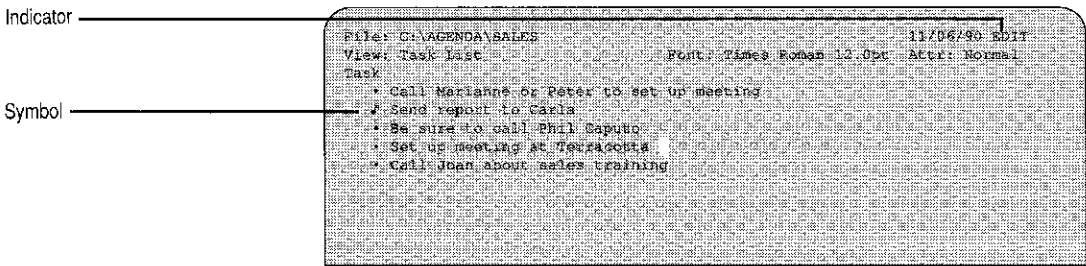 Indicator
File: C:\AGENDA\SALES 11/06/90 EDIT
View: Task List Font: Times Roman 12.0pt Attr: Normal
Task
• Call Marianne or Peter to set up meeting
Symbol
♪ Send report to Carla
• Be sure to call Phil Caputo
• Set up meeting at Terracotta
• Call Joan about sales training